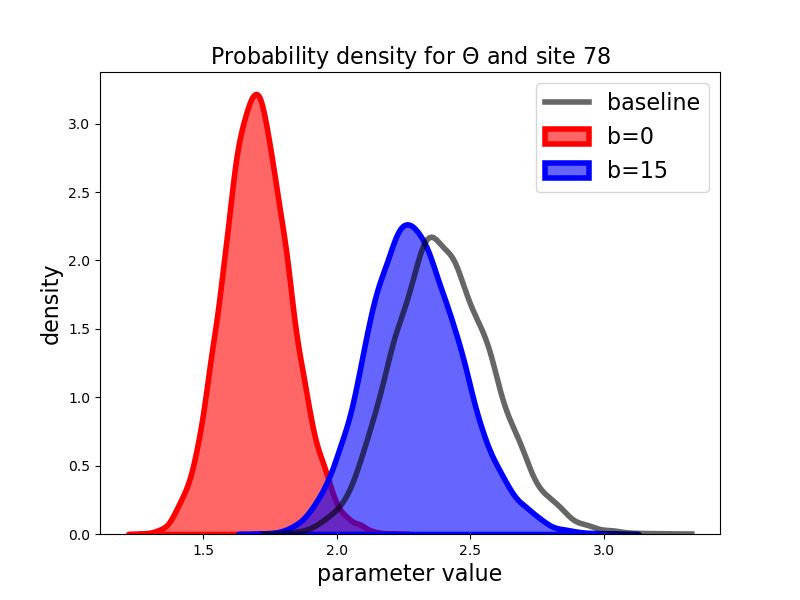 Probability density for Θ and site 78
baseline
b=0
b=15
density
3.0
2.5
2.0
1.5
1.0
0.5
0.0
1.5
2.0
2.5
3.0
parameter value